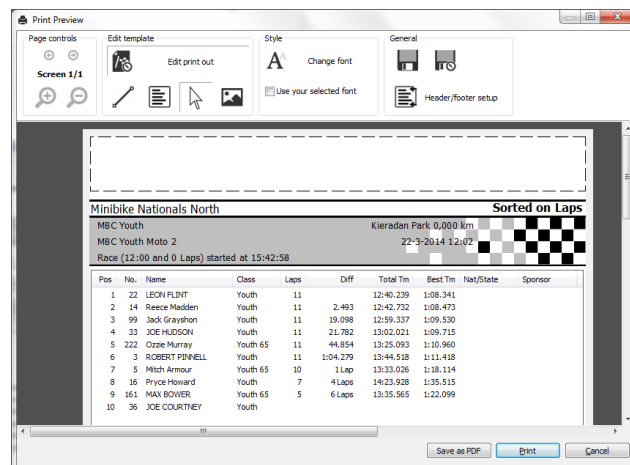 Print Preview
Page controls
Edit template
Style
General
Screen 1/1
Edit print out
Change font
Use your selected font
Header/footer setup
Minibike Nationals North Sorted on Laps
MBC Youth Kieradan Park 0,000 km
MBC Youth Moto 2 22-3-2014 12:02
Race (12:00 and 0 Laps) started at 15:42:58
Pos No. Name Class Laps Diff Total Tm Best Tm Nat/State Sponsor
1 22 LEON FLINT Youth 11 12:40.239 1:08.341
2 14 Reece Madden Youth 11 2.493 12:42.732 1:08.473
3 99 Jack Grayshon Youth 11 19.098 12:59.337 1:09.530
4 33 JOE HUDSON Youth 11 21.782 13:02.021 1:09.715
5 222 Ozzie Murray Youth 65 11 44.854 13:25.093 1:10.960
6 3 ROBERT PINNELL Youth 11 1:04.279 13:44.518 1:11.418
7 5 Mitch Armour Youth 65 10 1 Lap 13:33.026 1:18.114
8 16 Pryce Howard Youth 7 4 Laps 14:23.928 1:35.515
9 161 MAX BOWER Youth 65 5 6 Laps 13:35.565 1:22.099
10 36 JOE COURTNEY Youth
Save as PDF Print Cancel